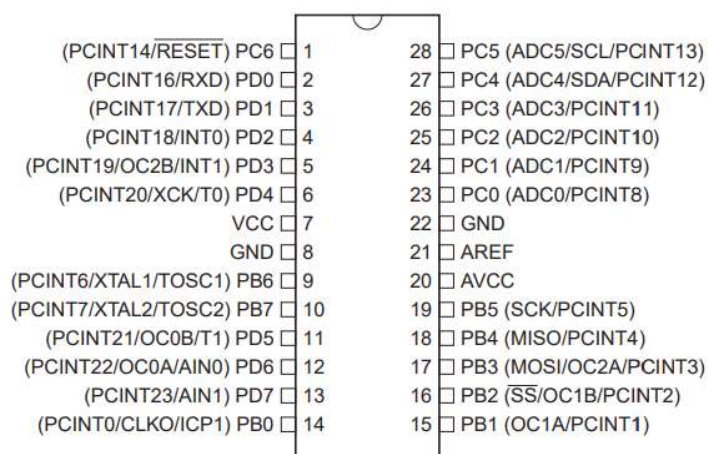 (PCINT14/RESET) PC6 1 28 PC5 (ADC5/SCL/PCINT13)
(PCINT16/RXD) PD0 2 27 PC4 (ADC4/SDA/PCINT12)
(PCINT17/TXD) PD1 3 26 PC3 (ADC3/PCINT11)
(PCINT18/INT0) PD2 4 25 PC2 (ADC2/PCINT10)
(PCINT19/OC2B/INT1) PD3 5 24 PC1 (ADC1/PCINT9)
(PCINT20/XCK/T0) PD4 6 23 PC0 (ADC0/PCINT8)
VCC 7 22 GND
GND 8 21 AREF
(PCINT6/XTAL1/TOSC1) PB6 9 20 AVCC
(PCINT7/XTAL2/TOSC2) PB7 10 19 PB5 (SCK/PCINT5)
(PCINT21/OC0B/T1) PD5 11 18 PB4 (MISO/PCINT4)
(PCINT22/OC0A/AIN0) PD6 12 17 PB3 (MOSI/OC2A/PCINT3)
(PCINT23/AIN1) PD7 13 16 PB2 (SS/OC1B/PCINT2)
(PCINT0/CLKO/ICP1) PB0 14 15 PB1 (OC1A/PCINT1)